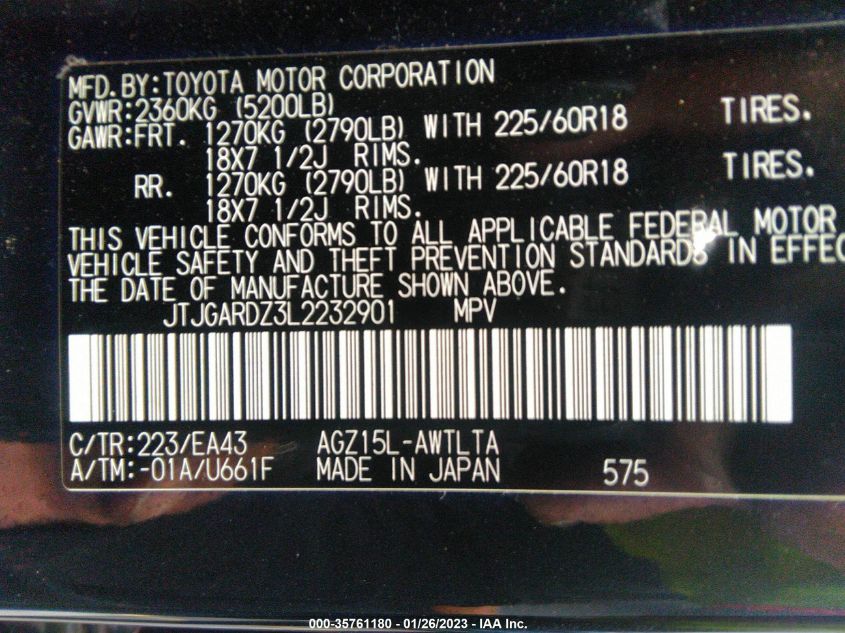 MFD.BY:TOYOTA MOTOR CORPORATION
GVWR:2360KG (5200LB)
GAWR:FRT. 1270KG (2790LB) WITH 225/60R18 TIRES.
18X7 1/2J RIMS.
RR. 1270KG (2790LB) WITH 225/60R18 TIRES.
18X7 1/2J RIMS.
THIS VEHICLE CONFORMS TO ALL APPLICABLE FEDERAL MOTOR
VEHICLE SAFETY AND THEFT PREVENTION STANDARDS IN EFFEC
THE DATE OF MANUFACTURE SHOWN ABOVE.
JTJGARDZ3L2232901 MPV
C/TR:223/EA43 AGZ15L-AWTLTA
A/TM:-01A/U661F MADE IN JAPAN 575
000-35761180 - 01/26/2023 - IAA Inc.